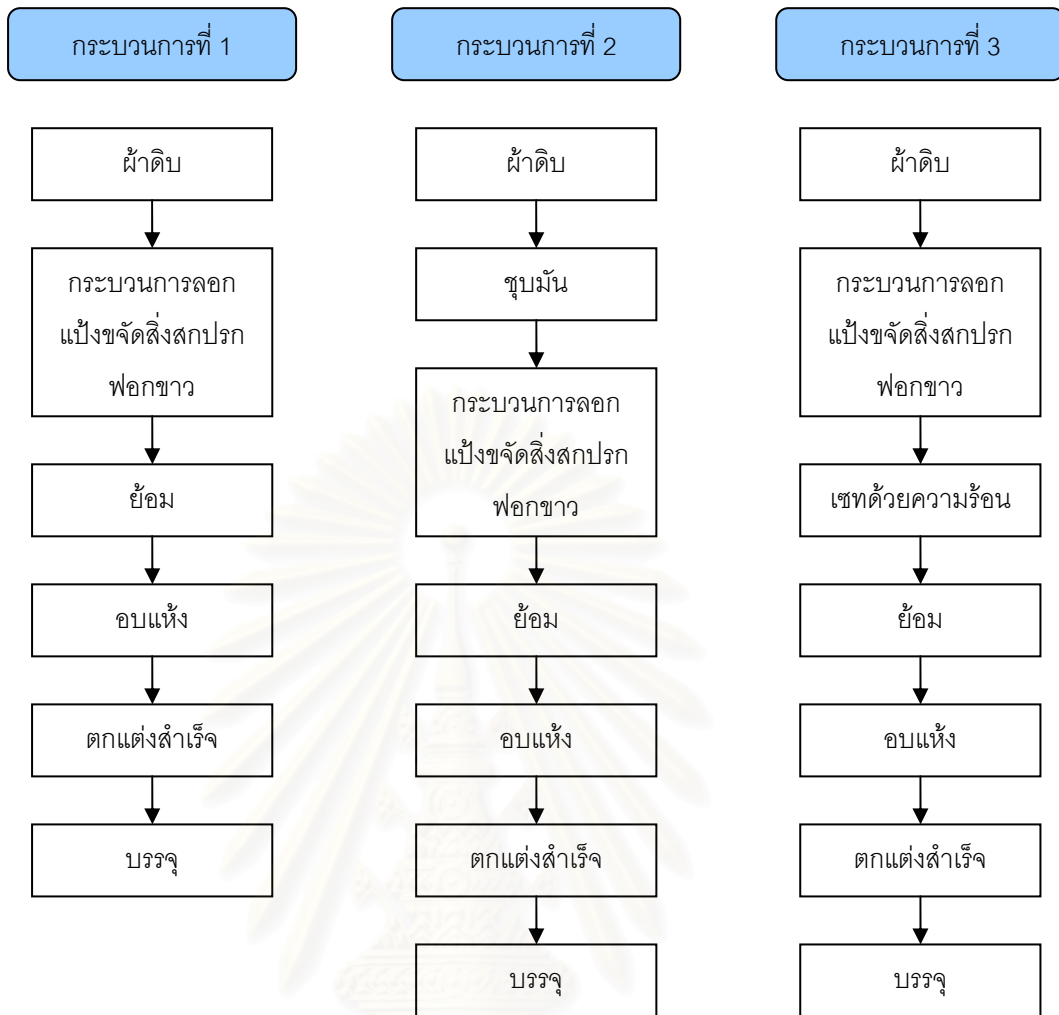 กระบวนการที่ 1
ผ้าดิบ
กระบวนการลอก
แป้งขจัดสิ่งสกปรก
ฟอกขาว
ย้อม
อบแห้ง
ตกแต่งสำเร็จ
บรรจุ
กระบวนการที่ 2
ผ้าดิบ
ชุบมัน
กระบวนการลอก
แป้งขจัดสิ่งสกปรก
ฟอกขาว
ย้อม
อบแห้ง
ตกแต่งสำเร็จ
บรรจุ
กระบวนการที่ 3
ผ้าดิบ
กระบวนการลอก
แป้งขจัดสิ่งสกปรก
ฟอกขาว
เซทด้วยความร้อน
ย้อม
อบแห้ง
ตกแต่งสำเร็จ
บรรจุ